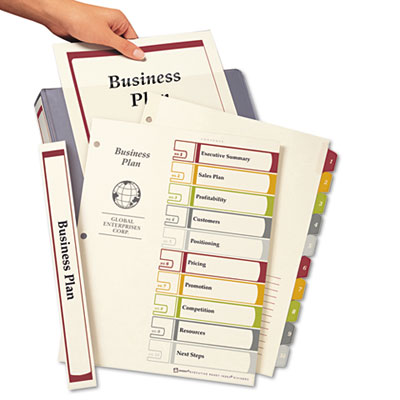 Business
Plan
Business Plan
Business
Plan
GLOBAL
ENTERPRISES
CORP.
Executive Summary
Sales Plan
Profitability
Customers
Positioning
Pricing
Promotion
Competition
Resources
Next Steps